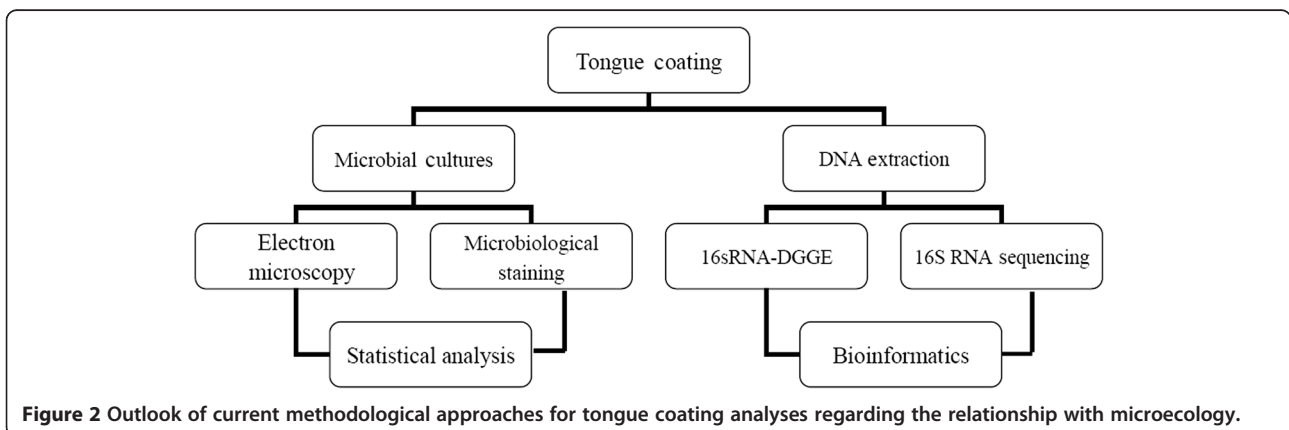 Tongue coating
Microbial cultures
DNA extraction
Electron
microscopy
Microbiological
staining
16sRNA-DGGE
16S RNA sequencing
Statistical analysis
Bioinformatics
Figure 2 Outlook of current methodological approaches for tongue coating analyses regarding the relationship with microecology.